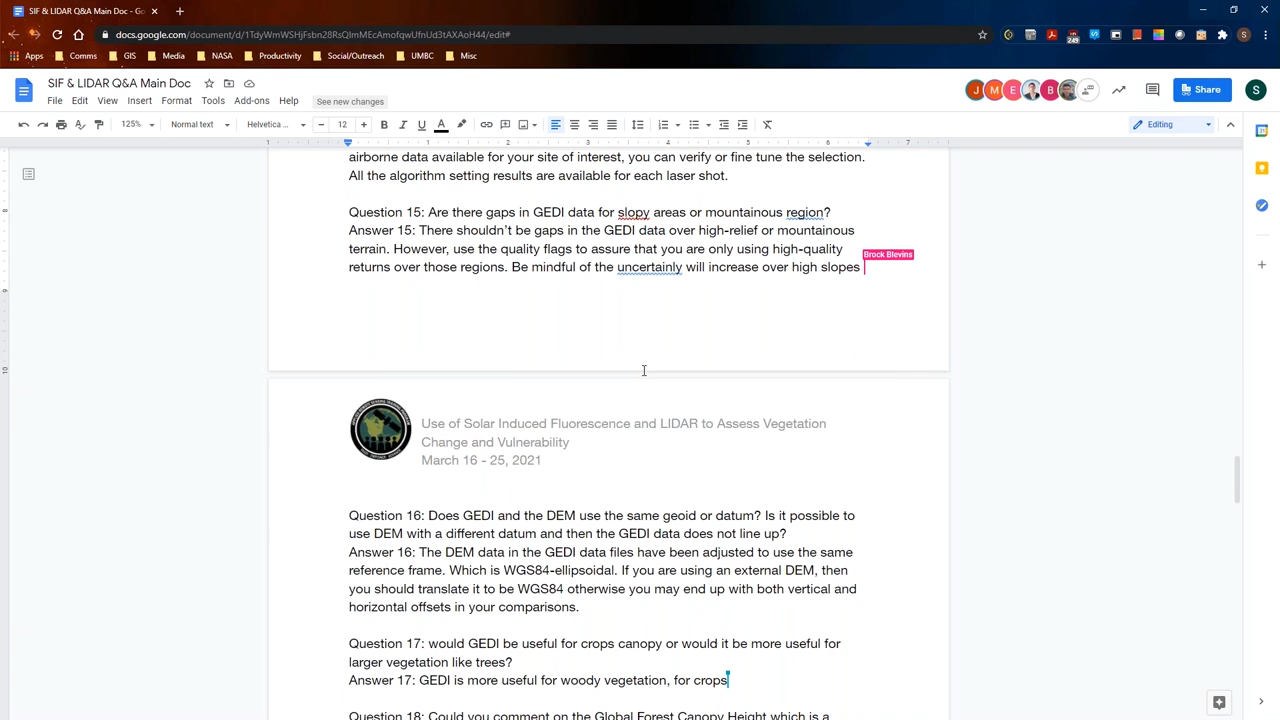 SIF & LIDAR Q&A Main Doc - Go
docs.google.com/document/d/1TdyWmWSHjFsbn28RsQImMEcAmofqwUfnUd3tAXAoH44/edit#
Apps Comms GIS Media NASA Productivity Social/Outreach UMBC Misc
SIF & LIDAR Q&A Main Doc
File Edit View Insert Format Tools Add-ons Help See new changes
J M E B Share S
125% Normal text Helvetica ... 12 Editing
airborne data available for your site of interest, you can verify or fine tune the selection.
All the algorithm setting results are available for each laser shot.
Question 15: Are there gaps in GEDI data for slopy areas or mountainous region?
Answer 15: There shouldn't be gaps in the GEDI data over high-relief or mountainous
terrain. However, use the quality flags to assure that you are only using high-quality
Brock Blevins
returns over those regions. Be mindful of the uncertainly will increase over high slopes
Use of Solar Induced Fluorescence and LIDAR to Assess Vegetation
Change and Vulnerability
March 16 - 25, 2021
Question 16: Does GEDI and the DEM use the same geoid or datum? Is it possible to
use DEM with a different datum and then the GEDI data does not line up?
Answer 16: The DEM data in the GEDI data files have been adjusted to use the same
reference frame. Which is WGS84-ellipsoidal. If you are using an external DEM, then
you should translate it to be WGS84 otherwise you may end up with both vertical and
horizontal offsets in your comparisons.
Question 17: would GEDI be useful for crops canopy or would it be more useful for
larger vegetation like trees?
Answer 17: GEDI is more useful for woody vegetation, for crops
Question 18: Could you comment on the Global Forest Canopy Height which is a